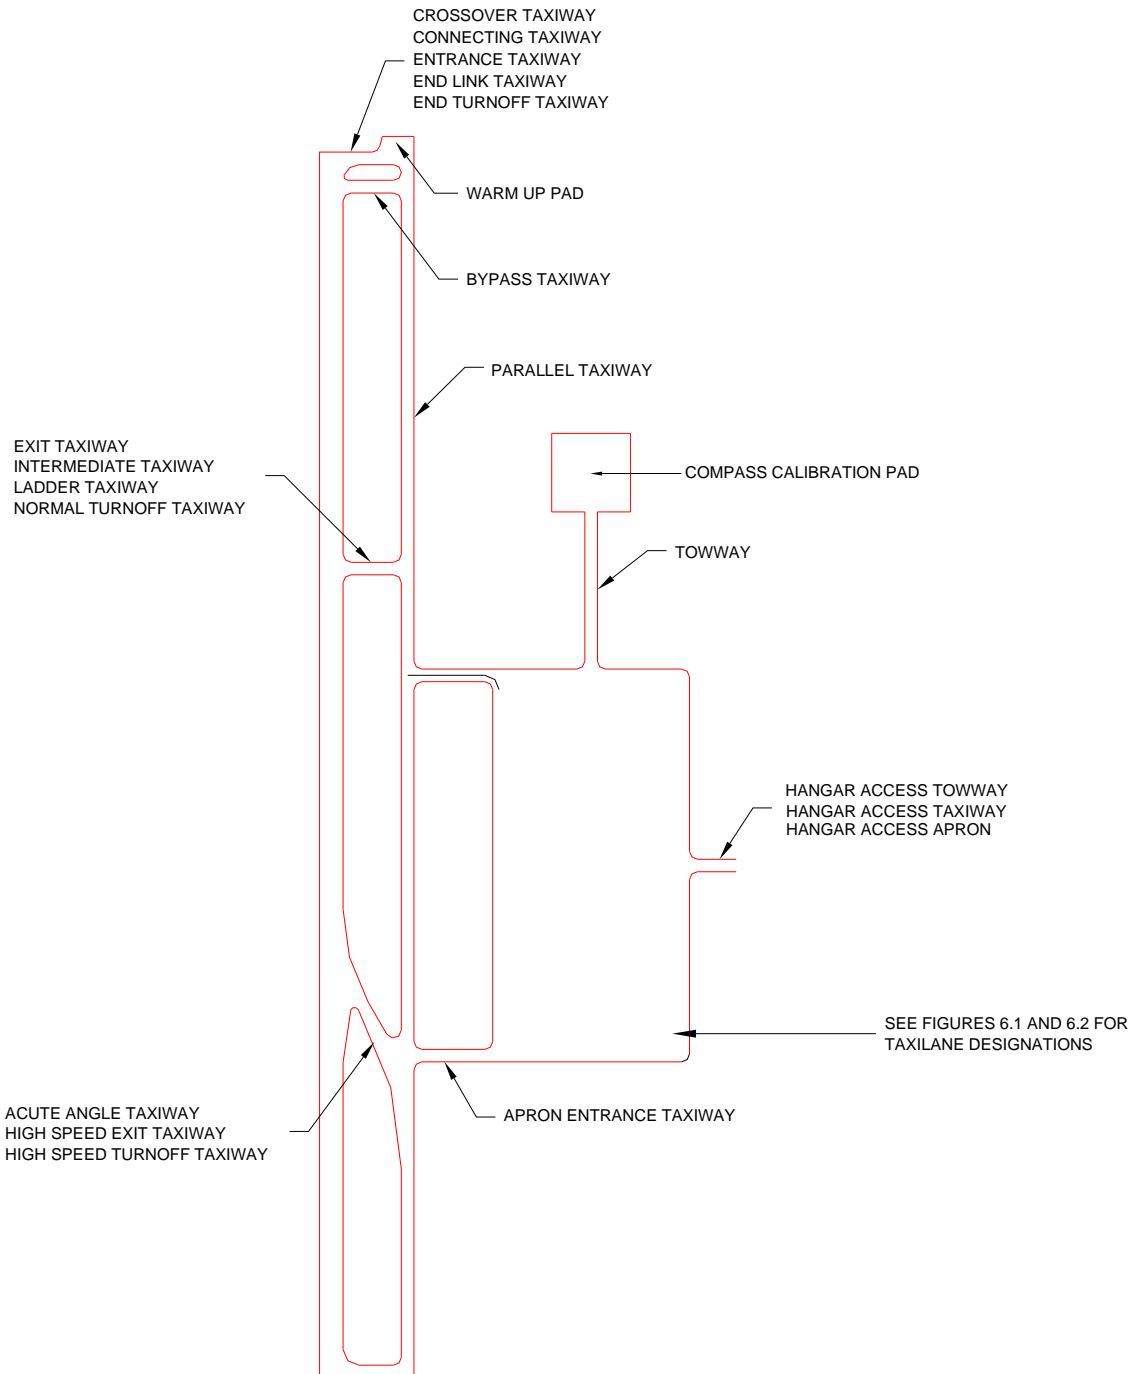 CROSSOVER TAXIWAY
CONNECTING TAXIWAY
ENTRANCE TAXIWAY
END LINK TAXIWAY
END TURNOFF TAXIWAY
WARM UP PAD
BYPASS TAXIWAY
PARALLEL TAXIWAY
EXIT TAXIWAY
INTERMEDIATE TAXIWAY
LADDER TAXIWAY
NORMAL TURNOFF TAXIWAY
COMPASS CALIBRATION PAD
TOWWAY
HANGAR ACCESS TOWWAY
HANGAR ACCESS TAXIWAY
HANGAR ACCESS APRON
SEE FIGURES 6.1 AND 6.2 FOR
TAXILANE DESIGNATIONS
ACUTE ANGLE TAXIWAY
HIGH SPEED EXIT TAXIWAY
HIGH SPEED TURNOFF TAXIWAY
APRON ENTRANCE TAXIWAY